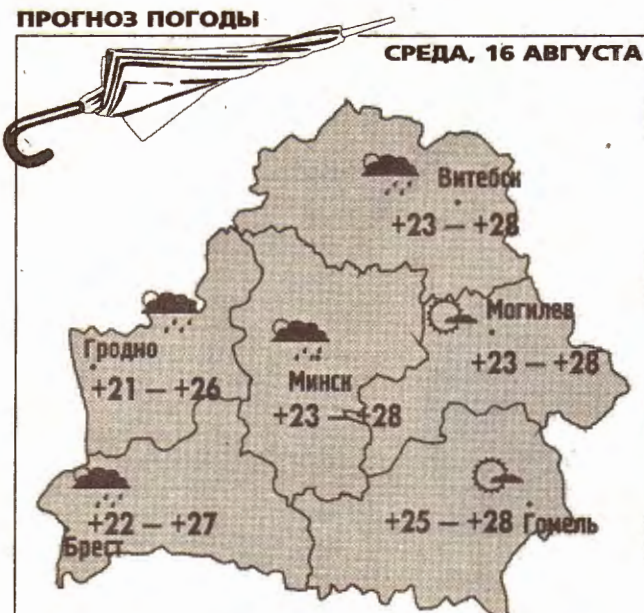 ПРОГНОЗ ПОГОДЫ
СРЕДА, 16 АВГУСТА
Витебск
+23 — +28
Могилев
+23 — +28
Гродно
+21 — +26
Минск
+23 — +28
+22 — +27
Брест
+25 — +28 Гомель